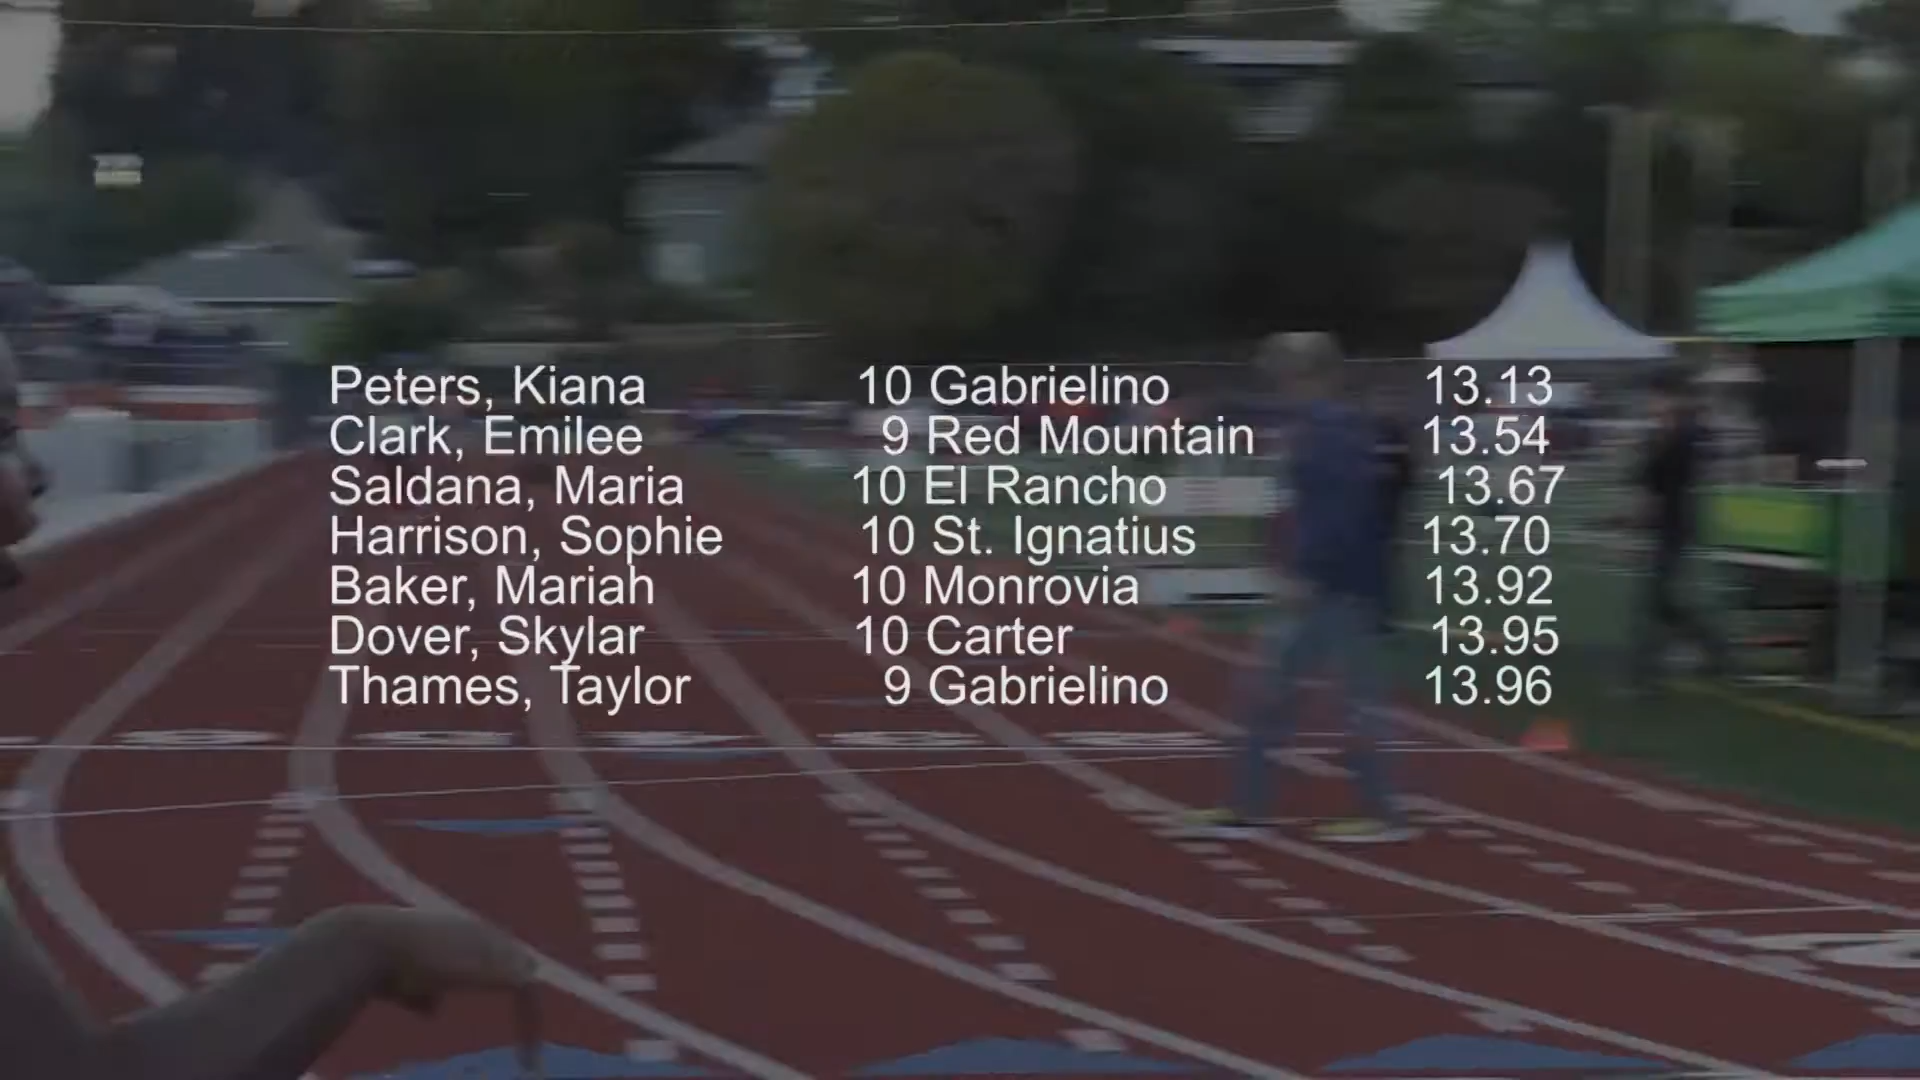 Peters, Kiana 10 Gabrielino 13.13
Clark, Emilee 9 Red Mountain 13.54
Saldana, Maria 10 El Rancho 13.67
Harrison, Sophie 10 St. Ignatius 13.70
Baker, Mariah 10 Monrovia 13.92
Dover, Skylar 10 Carter 13.95
Thames, Taylor 9 Gabrielino 13.96